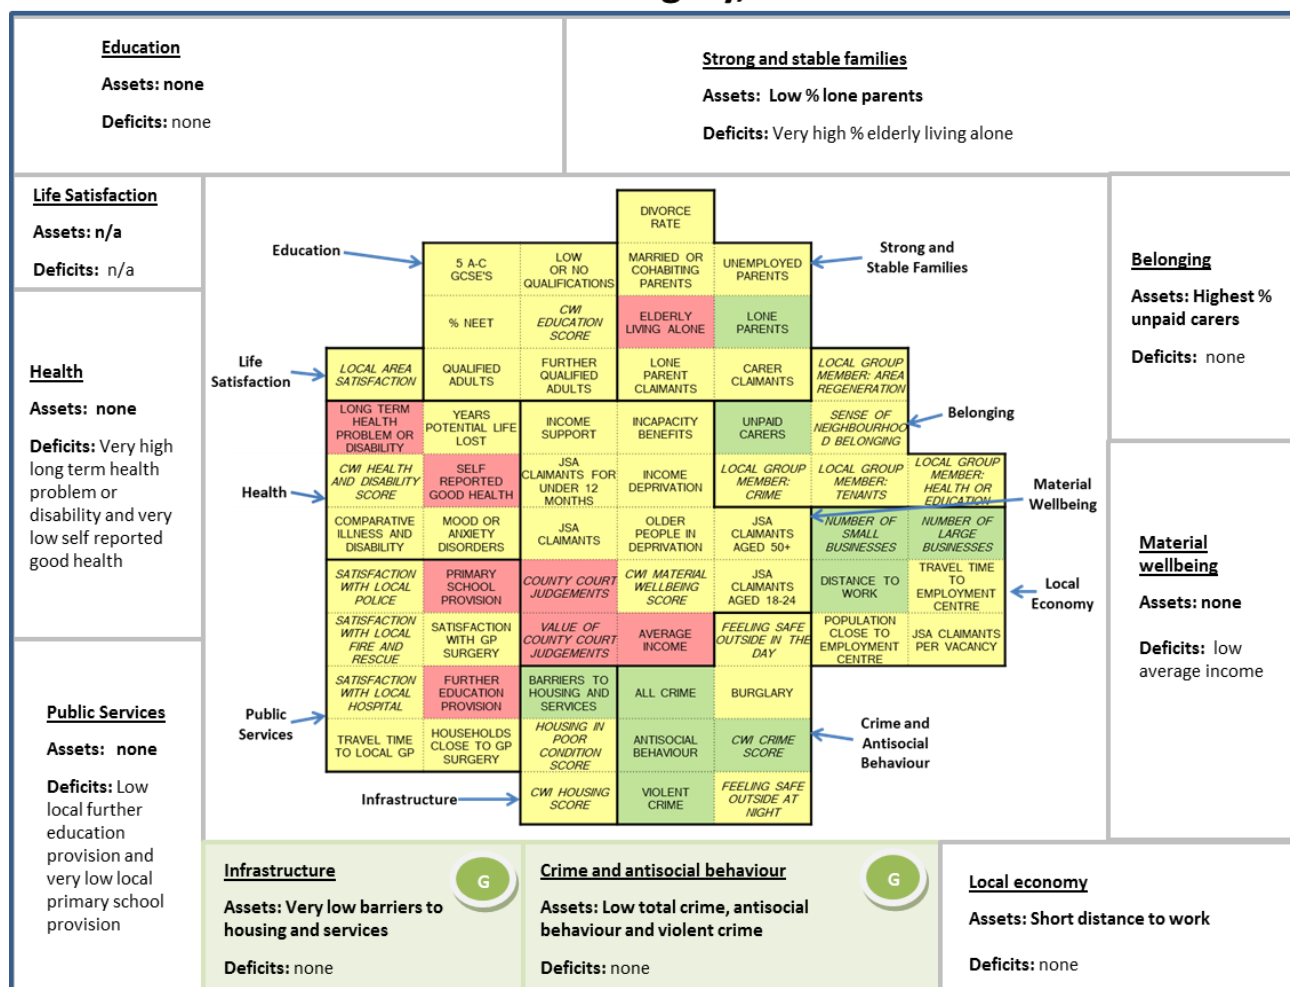 Education
Assets: none
Deficits: none
Strong and stable families
Assets: Low % lone parents
Deficits: Very high % elderly living alone
Life Satisfaction
Assets: n/a
Deficits: n/a
Health
Assets: none
Deficits: Very high
long term health
problem or
disability and very
low self reported
good health
Public Services
Assets: none
Deficits: Low
local further
education
provision and
very low local
primary school
provision
Education
Life
Satisfaction
Health
Public
Services
Infrastructure
DIVORCE
RATE
5 A-C
GCSE'S
LOW
OR NO
QUALIFICATIONS
MARRIED OR
COHABITING
PARENTS
UNEMPLOYED
PARENTS
% NEET
CWI
EDUCATION
SCORE
ELDERLY
LIVING ALONE
LONE
PARENTS
LOCAL AREA
SATISFACTION
QUALIFIED
ADULTS
FURTHER
QUALIFIED
ADULTS
LONE
PARENT
CLAIMANTS
CARER
CLAIMANTS
LOCAL GROUP
MEMBER: AREA
REGENERATION
LONG TERM
HEALTH
PROBLEM OR
DISABILITY
YEARS
POTENTIAL LIFE
LOST
INCOME
SUPPORT
INCAPACITY
BENEFITS
UNPAID
CARERS
SENSE OF
NEIGHBOURHOO
D BELONGING
CWI HEALTH
AND DISABILITY
SCORE
SELF
REPORTED
GOOD HEALTH
JSA
CLAIMANTS FOR
UNDER 12
MONTHS
INCOME
DEPRIVATION
LOCAL GROUP
MEMBER:
CRIME
LOCAL GROUP
MEMBER:
TENANTS
LOCAL GROUP
MEMBER:
HEALTH OR
EDUCATION
COMPARATIVE
ILLNESS AND
DISABILITY
MOOD OR
ANXIETY
DISORDERS
JSA
CLAIMANTS
OLDER
PEOPLE IN
DEPRIVATION
JSA
CLAIMANTS
AGED 50+
NUMBER OF
SMALL
BUSINESSES
NUMBER OF
LARGE
BUSINESSES
SATISFACTION
WITH LOCAL
POLICE
PRIMARY
SCHOOL
PROVISION
COUNTY COURT
JUDGEMENTS
CWI MATERIAL
WELLBEING
SCORE
JSA
CLAIMANTS
AGED 18-24
DISTANCE TO
WORK
TRAVEL TIME
TO
EMPLOYMENT
CENTRE
SATISFACTION
WITH LOCAL
FIRE AND
RESCUE
SATISFACTION
WITH GP
SURGERY
VALUE OF
COUNTY COURT
JUDGEMENTS
AVERAGE
INCOME
FEELING SAFE
OUTSIDE IN THE
DAY
POPULATION
CLOSE TO
EMPLOYMENT
CENTRE
JSA CLAIMANTS
PER VACANCY
SATISFACTION
WITH LOCAL
HOSPITAL
FURTHER
EDUCATION
PROVISION
BARRIERS TO
HOUSING AND
SERVICES
ALL CRIME
BURGLARY
TRAVEL TIME
TO LOCAL GP
HOUSEHOLDS
CLOSE TO GP
SURGERY
HOUSING IN
POOR
CONDITION
SCORE
ANTISOCIAL
BEHAVIOUR
CWI CRIME
SCORE
CWI HOUSING
SCORE
VIOLENT
CRIME
FEELING SAFE
OUTSIDE AT
NIGHT
Strong and
Stable Families
Belonging
Material
Wellbeing
Local
Economy
Crime and
Antisocial
Behaviour
Belonging
Assets: Highest %
unpaid carers
Deficits: none
Material
wellbeing
Assets: none
Deficits: low
average income
Infrastructure
G
Assets: Very low barriers to
housing and services
Deficits: none
Crime and antisocial behaviour
G
Assets: Low total crime, antisocial
behaviour and violent crime
Deficits: none
Local economy
Assets: Short distance to work
Deficits: none